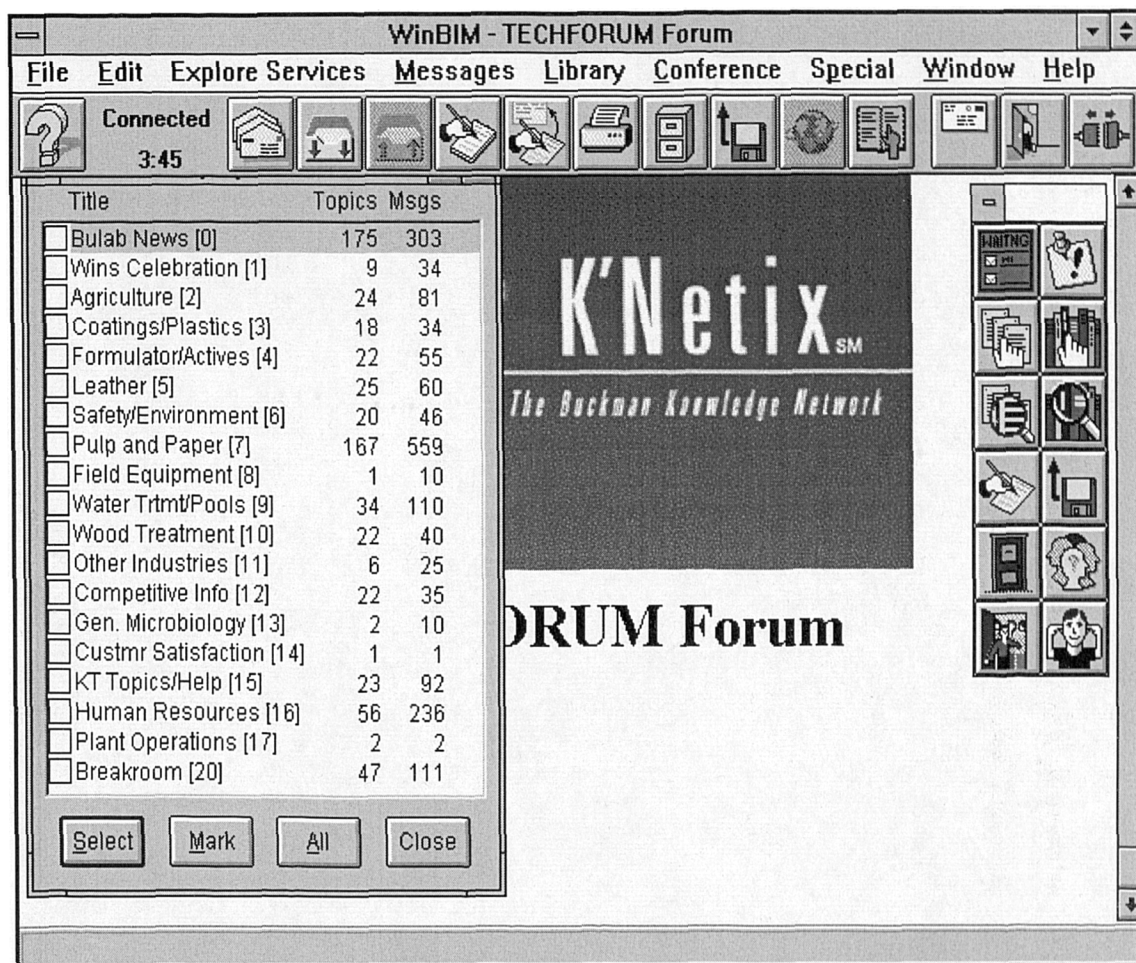 WinBIM - TECHFORUM Forum
File Edit Explore Services Messages Library Conference Special Window Help
Connected
3:45
Title Topics Msgs
Bulab News [0] 175 303
Wins Celebration [1] 9 34
Agriculture [2] 24 81
Coatings/Plastics [3] 18 34
Formulator/Actives [4] 22 55
Leather [5] 25 60
Safety/Environment [6] 20 46
Pulp and Paper [7] 167 559
Field Equipment [8] 1 10
Water Trtmt/Pools [9] 34 110
Wood Treatment [10] 22 40
Other Industries [11] 6 25
Competitive Info [12] 22 35
Gen. Microbiology [13] 2 10
Custmr Satisfaction [14] 1 1
KT Topics/Help [15] 23 92
Human Resources [16] 56 236
Plant Operations [17] 2 2
Breakroom [20] 47 111
Select Mark All Close
K'Netix SM
The Buckman Knowledge Network
ORUM Forum
WAITNG